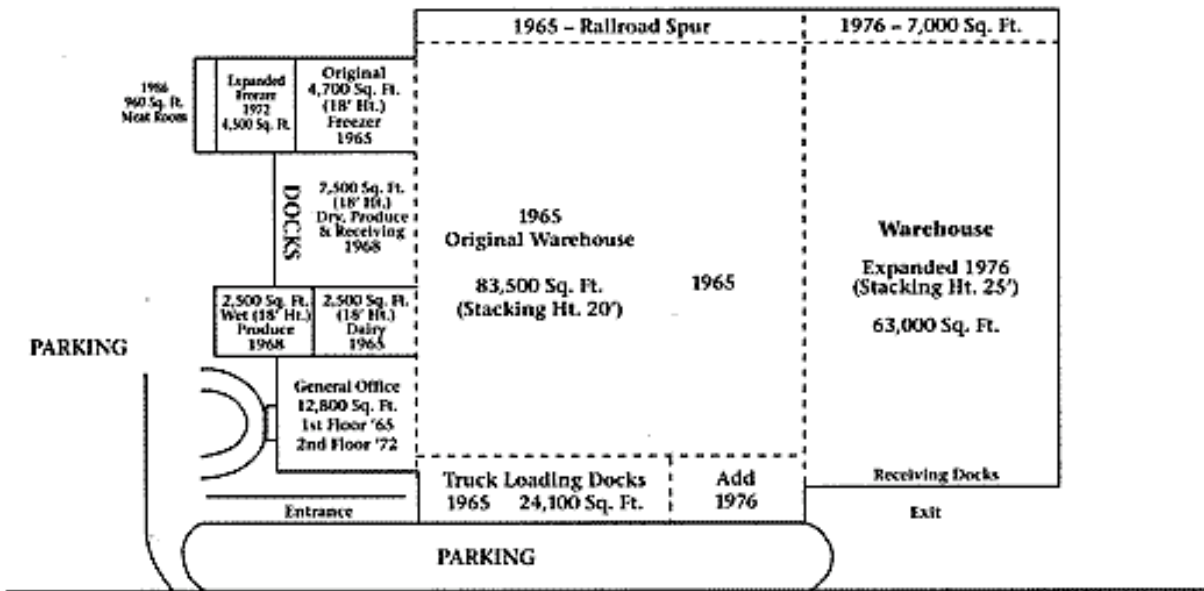 1965 – Railroad Spur
1976 – 7,000 Sq. Ft.
1986
960 Sq. Ft.
Meat Room
Expanded
Freezer
1972
4,500 Sq. Ft.
Original
4,700 Sq. Ft.
(18' Ht.)
Freezer
1965
DOCKS
7,500 Sq. Ft.
(18' Ht.)
Dry, Produce
& Receiving
1968
1965
Original Warehouse
83,500 Sq. Ft.
(Stacking Ht. 20')
1965
Warehouse
Expanded 1976
(Stacking Ht. 25')
63,000 Sq. Ft.
2,500 Sq. Ft.
Wet (18' Ht.)
Produce
1968
2,500 Sq. Ft.
(18' Ht.)
Dairy
1965
PARKING
General Office
12,800 Sq. Ft.
1st Floor '65
2nd Floor '72
Truck Loading Docks
1965 24,100 Sq. Ft.
Add
1976
Receiving Docks
Entrance
Exit
PARKING